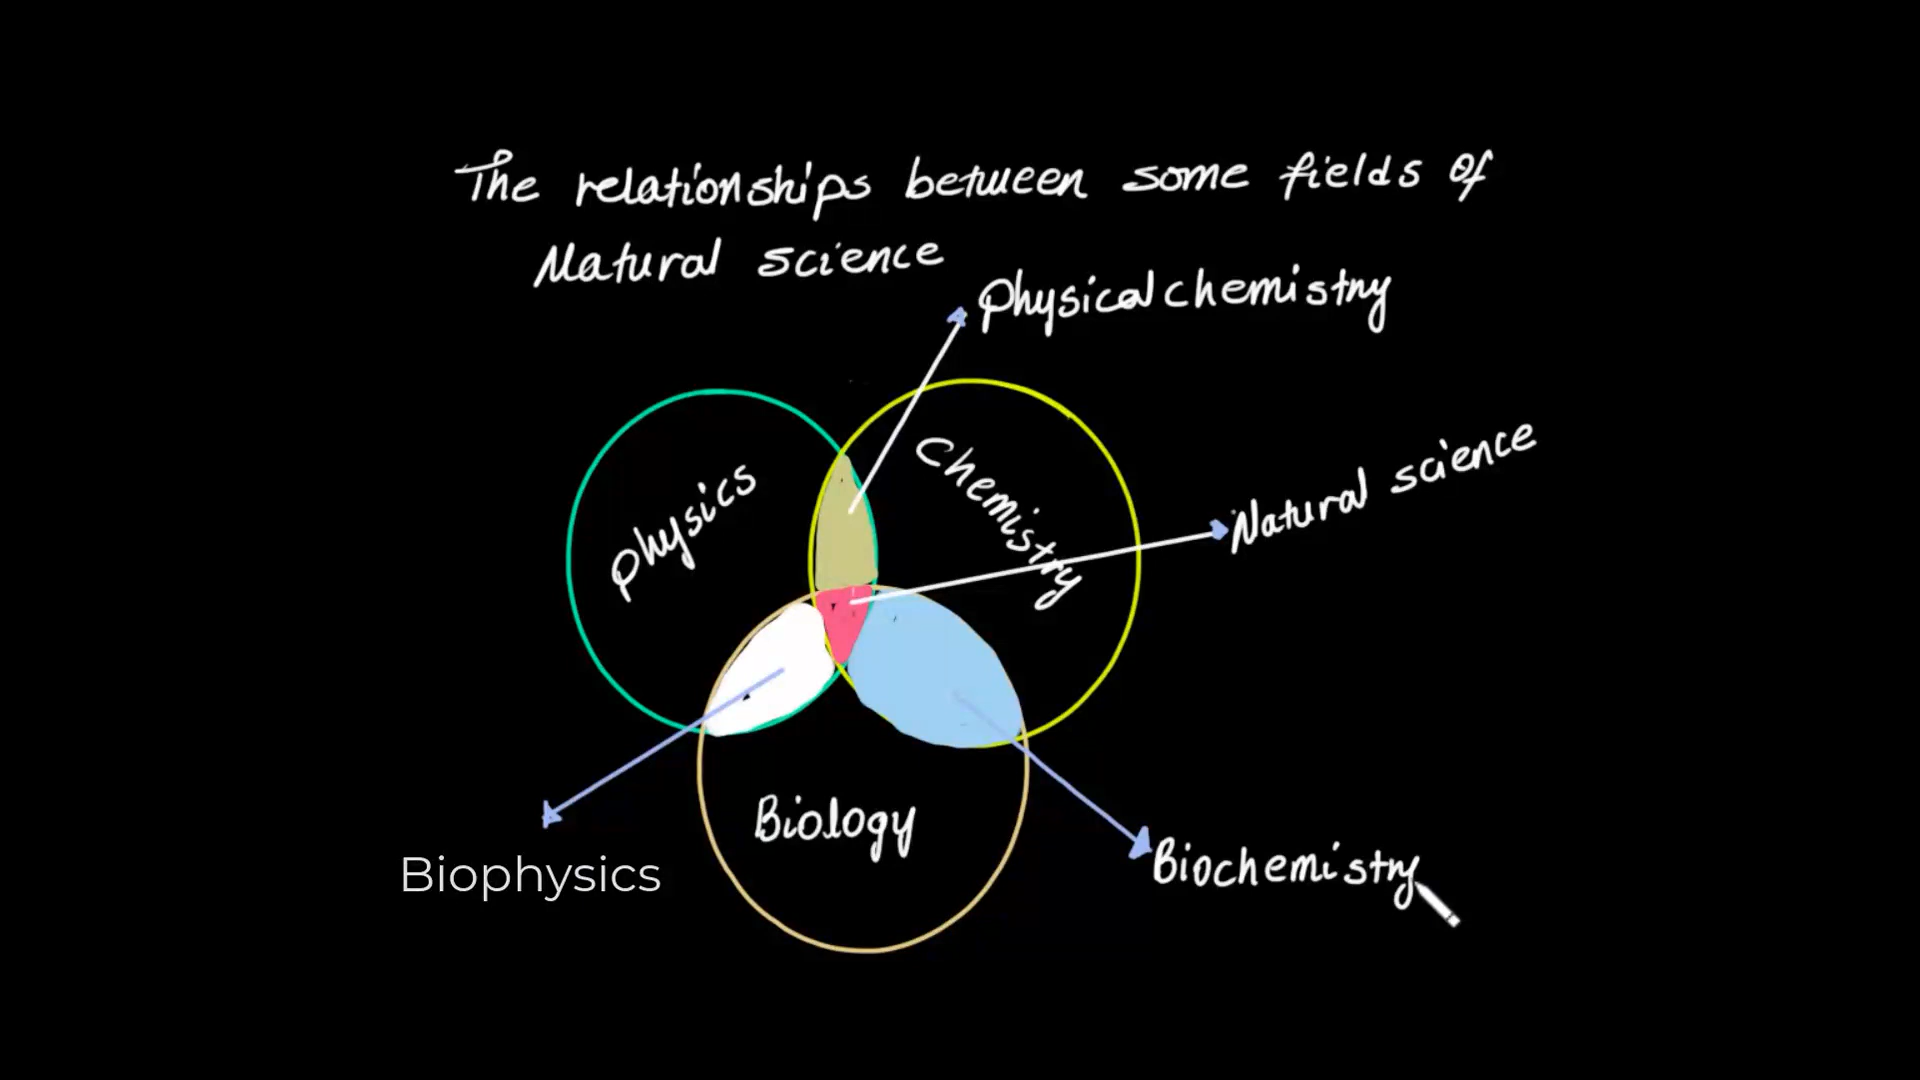 The relationships between some fields of
Natural science
Physical chemistry
Chemistry
Natural science
Physics
Biology
Biophysics
Biochemistry